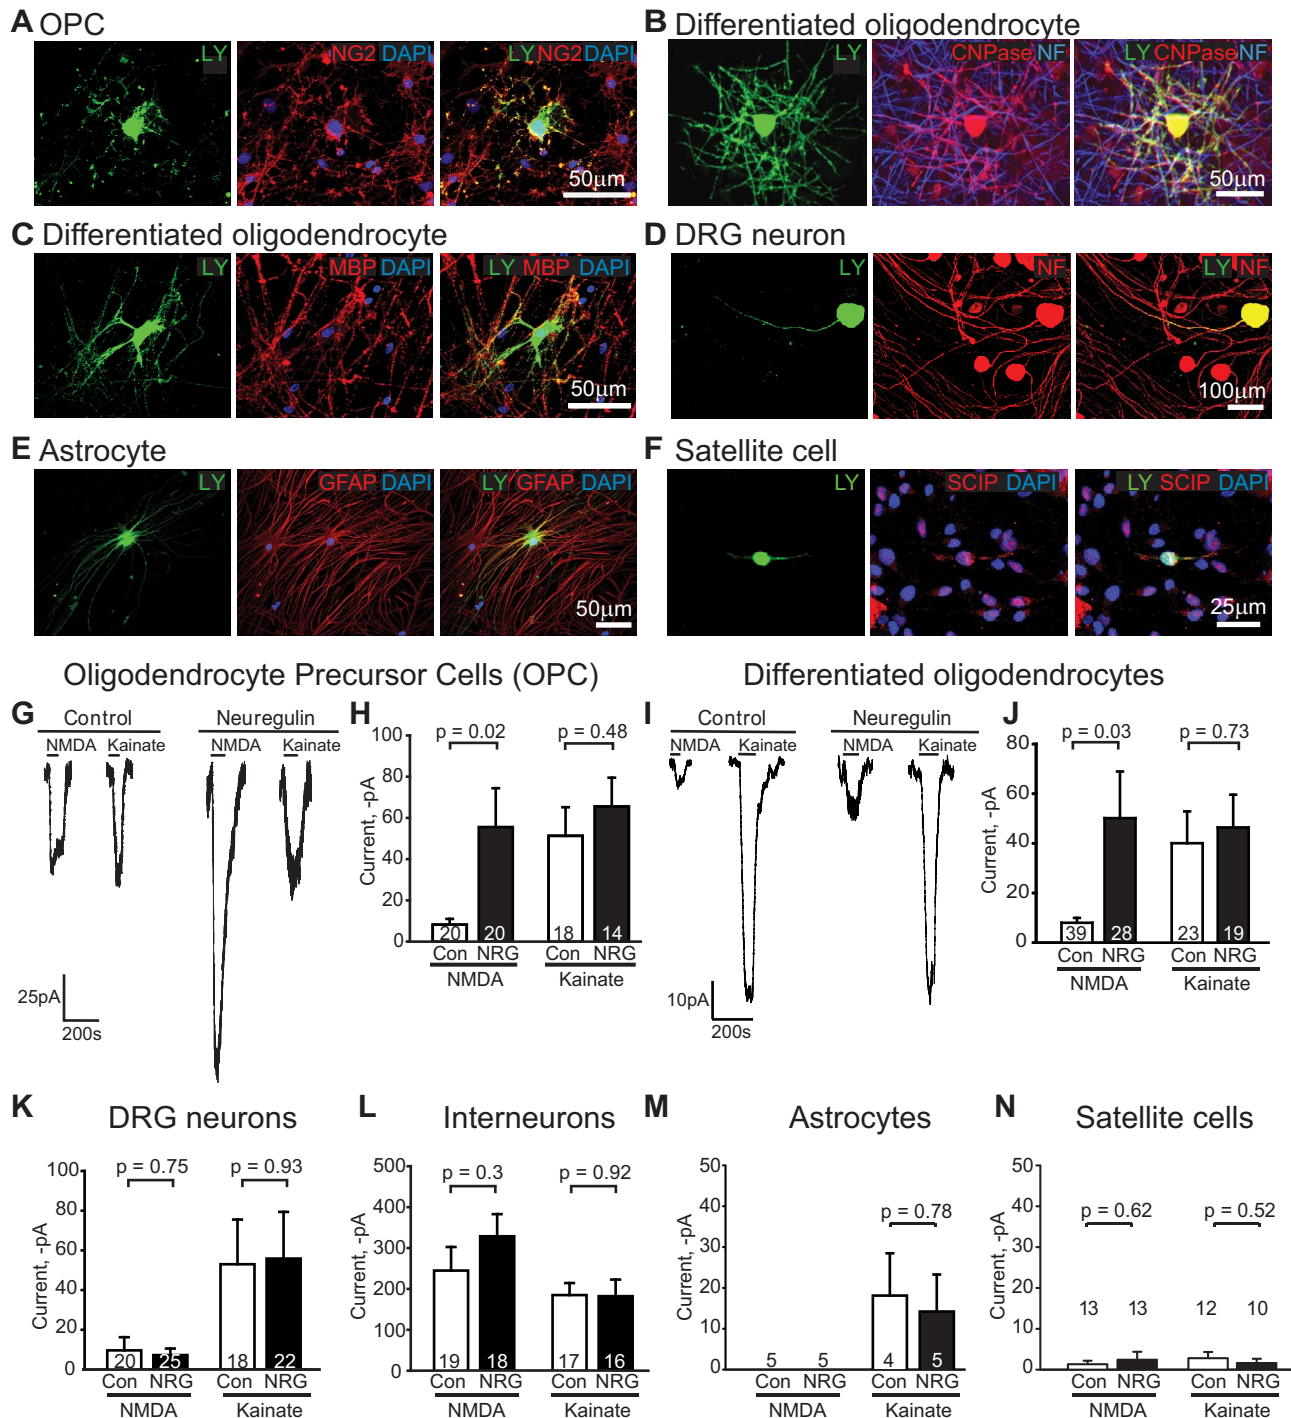 A OPC
LY
NG2 DAPI
LY NG2 DAPI
50µm
B Differentiated oligodendrocyte
LY
CNPase NF
LY CNPase NF
50µm
C Differentiated oligodendrocyte
LY
MBP DAPI
LY MBP DAPI
50µm
D DRG neuron
LY
NF
LY NF
100µm
E Astrocyte
LY
GFAP DAPI
LY GFAP DAPI
50µm
F Satellite cell
LY
SCIP DAPI
LY SCIP DAPI
25µm
Oligodendrocyte Precursor Cells (OPC)
G
Control
NMDA Kainate
Neuregulin
NMDA Kainate
25pA
200s
H
p = 0.02
p = 0.48
Current, -pA
100
80
60
40
20
0
20 20 18 14
Con NRG Con NRG
NMDA Kainate
Differentiated oligodendrocytes
I
Control
NMDA Kainate
Neuregulin
NMDA Kainate
10pA
200s
J
p = 0.03
p = 0.73
Current, -pA
80
60
40
20
0
39 28 23 19
Con NRG Con NRG
NMDA Kainate
K
DRG neurons
p = 0.75
p = 0.93
Current, -pA
100
80
60
40
20
0
20 25 18 22
Con NRG Con NRG
NMDA Kainate
L
Interneurons
p = 0.3
p = 0.92
Current, -pA
500
400
300
200
100
0
19 18 17 16
Con NRG Con NRG
NMDA Kainate
M
Astrocytes
p = 0.78
Current, -pA
50
40
30
20
10
0
5 5 4 5
Con NRG Con NRG
NMDA Kainate
N
Satellite cells
p = 0.62
p = 0.52
Current, -pA
50
40
30
20
10
0
13 13 12 10
Con NRG Con NRG
NMDA Kainate